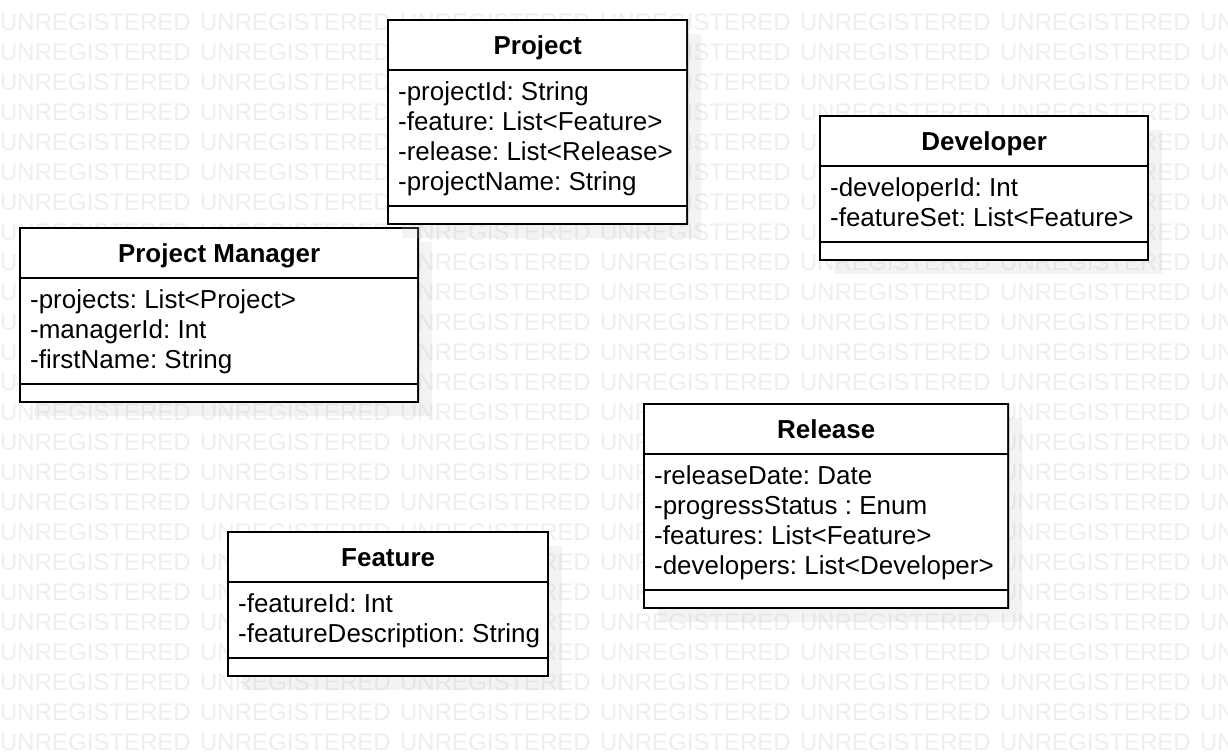 Project
-projectId: String
-feature: List<Feature>
-release: List<Release>
-projectName: String
Developer
-developerId: Int
-featureSet: List<Feature>
Project Manager
-projects: List<Project>
-managerId: Int
-firstName: String
Release
-releaseDate: Date
-progressStatus : Enum
-features: List<Feature>
-developers: List<Developer>
Feature
-featureId: Int
-featureDescription: String
UNREGISTERED